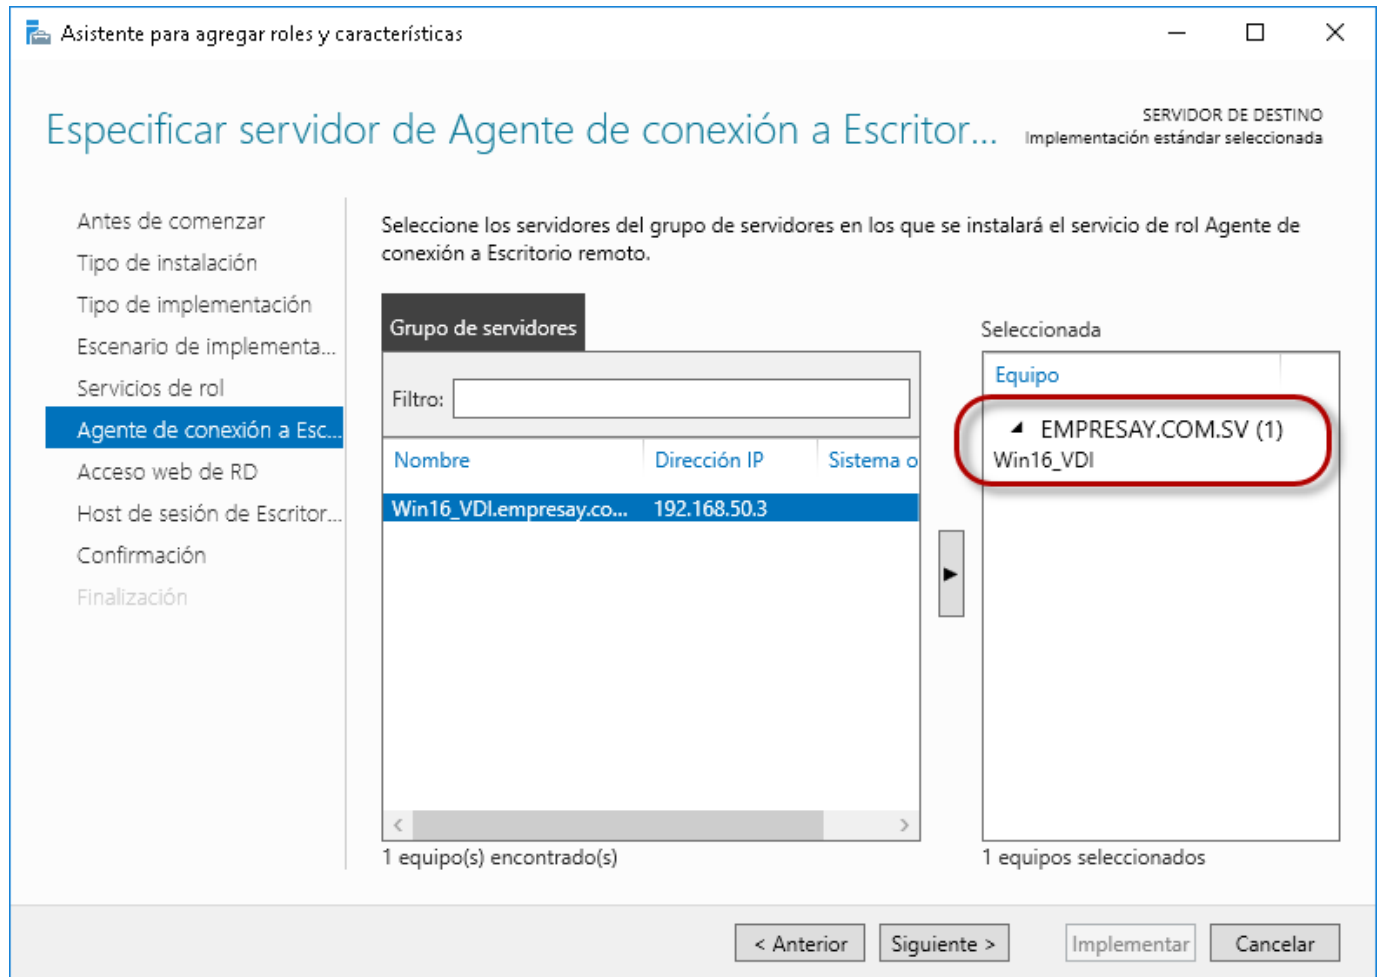 Asistente para agregar roles y características
Especificar servidor de Agente de conexión a Escritor...
SERVIDOR DE DESTINO
Implementación estándar seleccionada
Antes de comenzar
Tipo de instalación
Tipo de implementación
Escenario de implementa...
Servicios de rol
Agente de conexión a Esc...
Acceso web de RD
Host de sesión de Escritor...
Confirmación
Finalización
Seleccione los servidores del grupo de servidores en los que se instalará el servicio de rol Agente de
conexión a Escritorio remoto.
Grupo de servidores
Filtro:
Nombre Dirección IP Sistema o
Win16_VDI.empresay.co... 192.168.50.3
1 equipo(s) encontrado(s)
Seleccionada
Equipo
EMPRESAY.COM.SV (1)
Win16_VDI
1 equipos seleccionados
< Anterior Siguiente > Implementar Cancelar